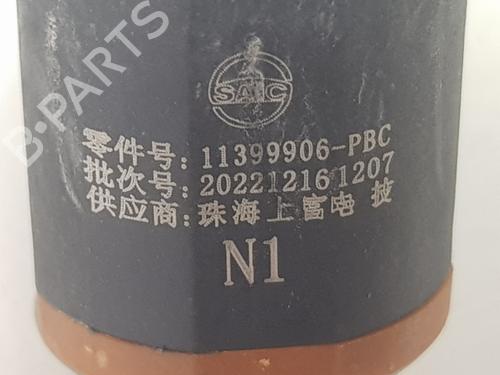 B-PARTS
SAIC
零件号: 11399906-PBC
批次号: 202212161207
供应商: 珠海上富电 技
N1